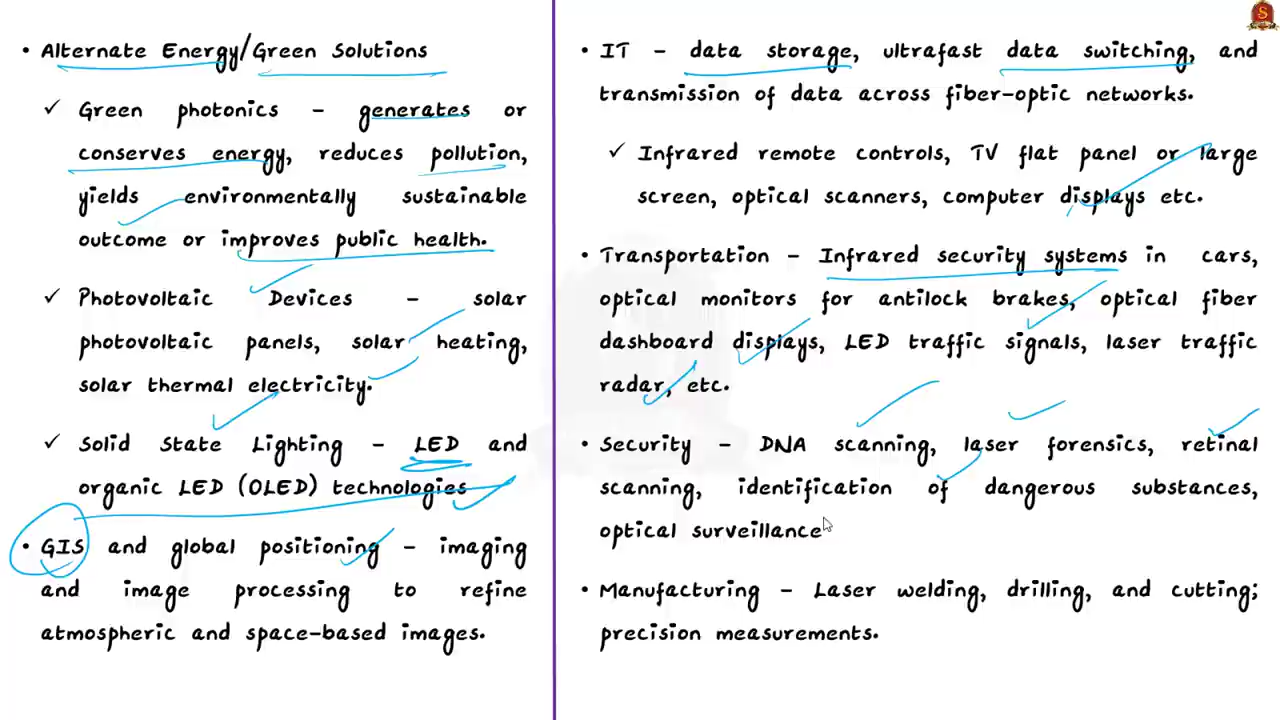 • Alternate Energy/Green Solutions
✓ Green photonics – generates or
conserves energy, reduces pollution,
yields environmentally sustainable
outcome or improves public health.
✓ Photovoltaic Devices – solar
photovoltaic panels, solar heating,
solar thermal electricity.
✓ Solid State Lighting – LED and
organic LED (OLED) technologies
• GIS and global positioning – imaging
and image processing to refine
atmospheric and space-based images.
• IT – data storage, ultrafast data switching, and
transmission of data across fiber-optic networks.
✓ Infrared remote controls, TV flat panel or large
screen, optical scanners, computer displays etc.
• Transportation – Infrared security systems in cars,
optical monitors for antilock brakes, optical fiber
dashboard displays, LED traffic signals, laser traffic
radar, etc.
• Security – DNA scanning, laser forensics, retinal
scanning, identification of dangerous substances,
optical surveillance
• Manufacturing – Laser welding, drilling, and cutting;
precision measurements.